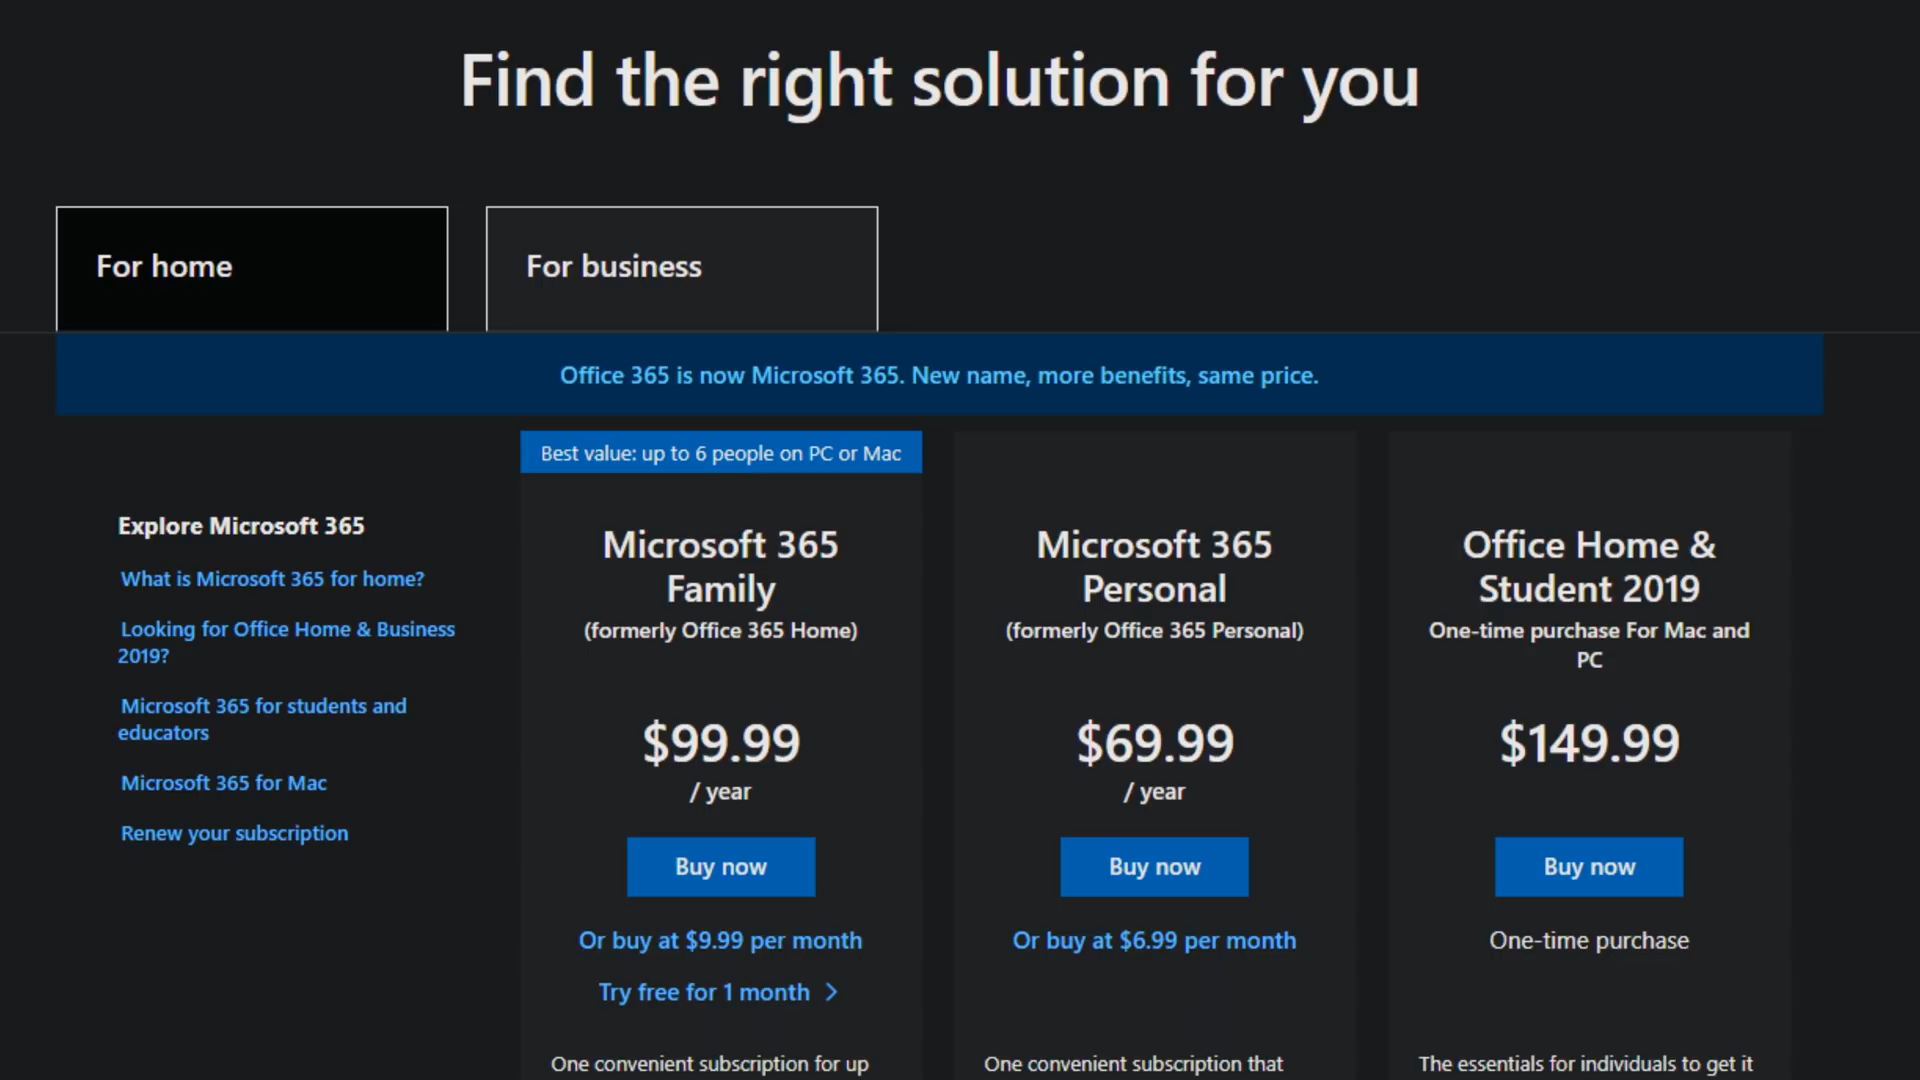 Find the right solution for you
For home
For business
Office 365 is now Microsoft 365. New name, more benefits, same price.
Explore Microsoft 365
What is Microsoft 365 for home?
Looking for Office Home & Business
2019?
Microsoft 365 for students and
educators
Microsoft 365 for Mac
Renew your subscription
Best value: up to 6 people on PC or Mac
Microsoft 365
Family
(formerly Office 365 Home)
$99.99
/ year
Buy now
Or buy at $9.99 per month
Try free for 1 month >
One convenient subscription for up
Microsoft 365
Personal
(formerly Office 365 Personal)
$69.99
/ year
Buy now
Or buy at $6.99 per month
One convenient subscription that
Office Home &
Student 2019
One-time purchase For Mac and
PC
$149.99
Buy now
One-time purchase
The essentials for individuals to get it